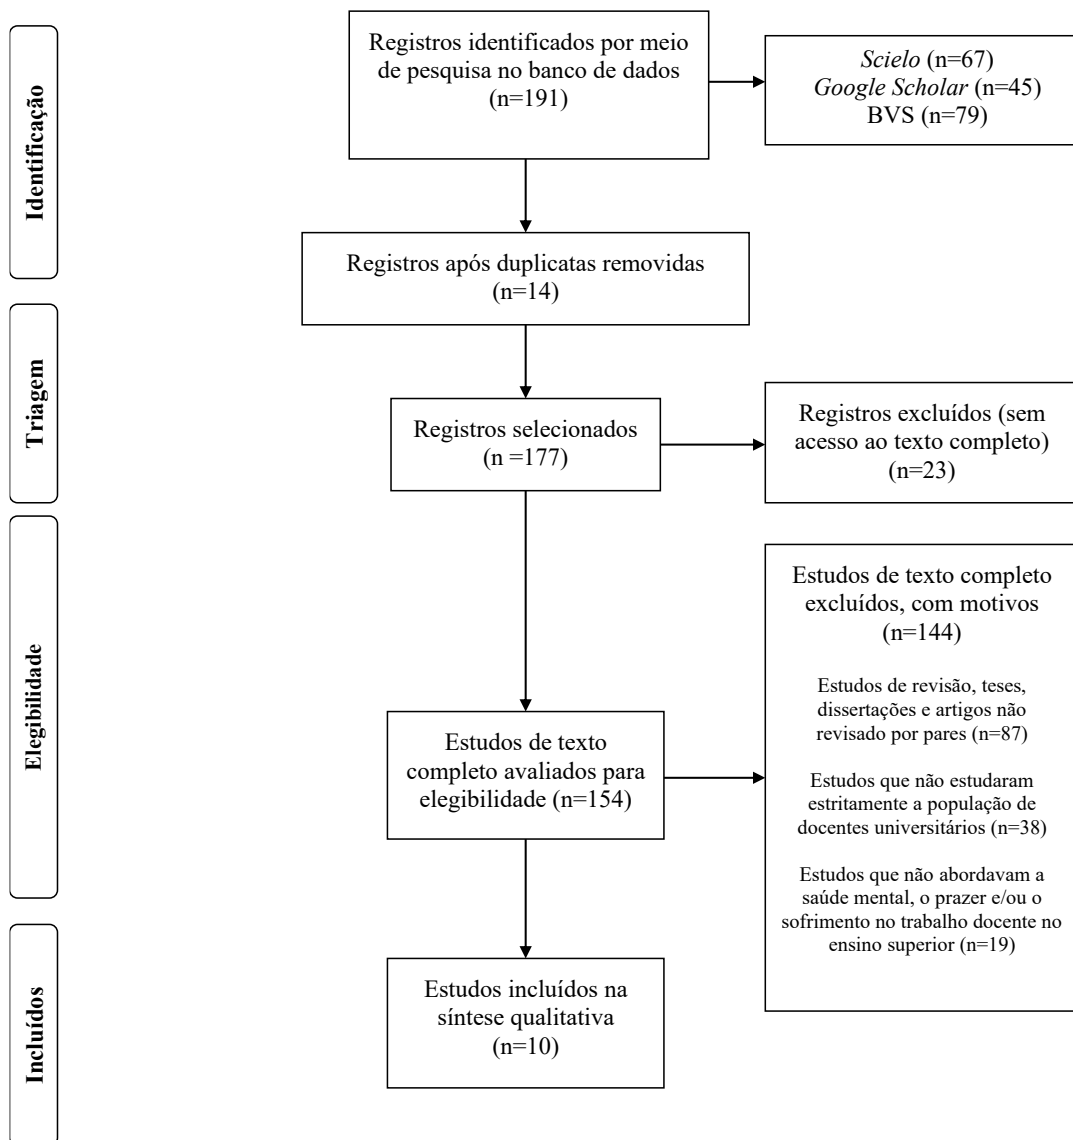 Identificação
Registros identificados por meio
de pesquisa no banco de dados
(n=191)
Scielo (n=67)
Google Scholar (n=45)
BVS (n=79)
Registros após duplicatas removidas
(n=14)
Triagem
Registros selecionados
(n =177)
Registros excluídos (sem
acesso ao texto completo)
(n=23)
Elegibilidade
Estudos de texto
completo avaliados para
elegibilidade (n=154)
Estudos de texto completo
excluídos, com motivos
(n=144)
Estudos de revisão, teses,
dissertações e artigos não
revisado por pares (n=87)
Estudos que não estudaram
estritamente a população de
docentes universitários (n=38)
Estudos que não abordavam a
saúde mental, o prazer e/ou o
sofrimento no trabalho docente no
ensino superior (n=19)
Incluídos
Estudos incluídos na
síntese qualitativa
(n=10)